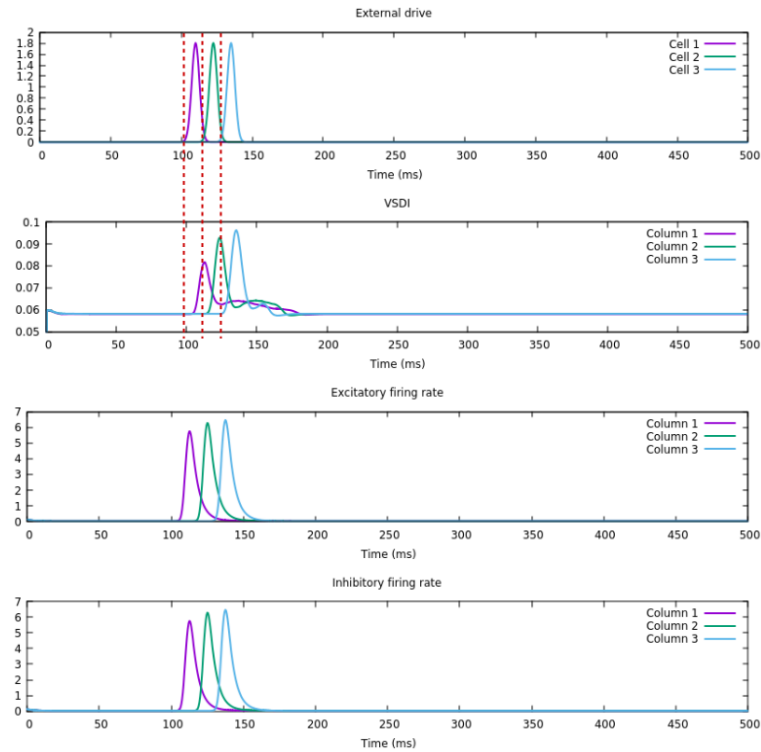 External drive
2
1.8
1.6
1.4
1.2
1
0.8
0.6
0.4
0.2
0
Cell 1
Cell 2
Cell 3
0 50 100 150 200 250 300 350 400 450 500
Time (ms)
VSDI
0.1
0.09
0.08
0.07
0.06
0.05
Column 1
Column 2
Column 3
0 50 100 150 200 250 300 350 400 450 500
Time (ms)
Excitatory firing rate
7
6
5
4
3
2
1
0
Column 1
Column 2
Column 3
0 50 100 150 200 250 300 350 400 450 500
Time (ms)
Inhibitory firing rate
7
6
5
4
3
2
1
0
Column 1
Column 2
Column 3
0 50 100 150 200 250 300 350 400 450 500
Time (ms)